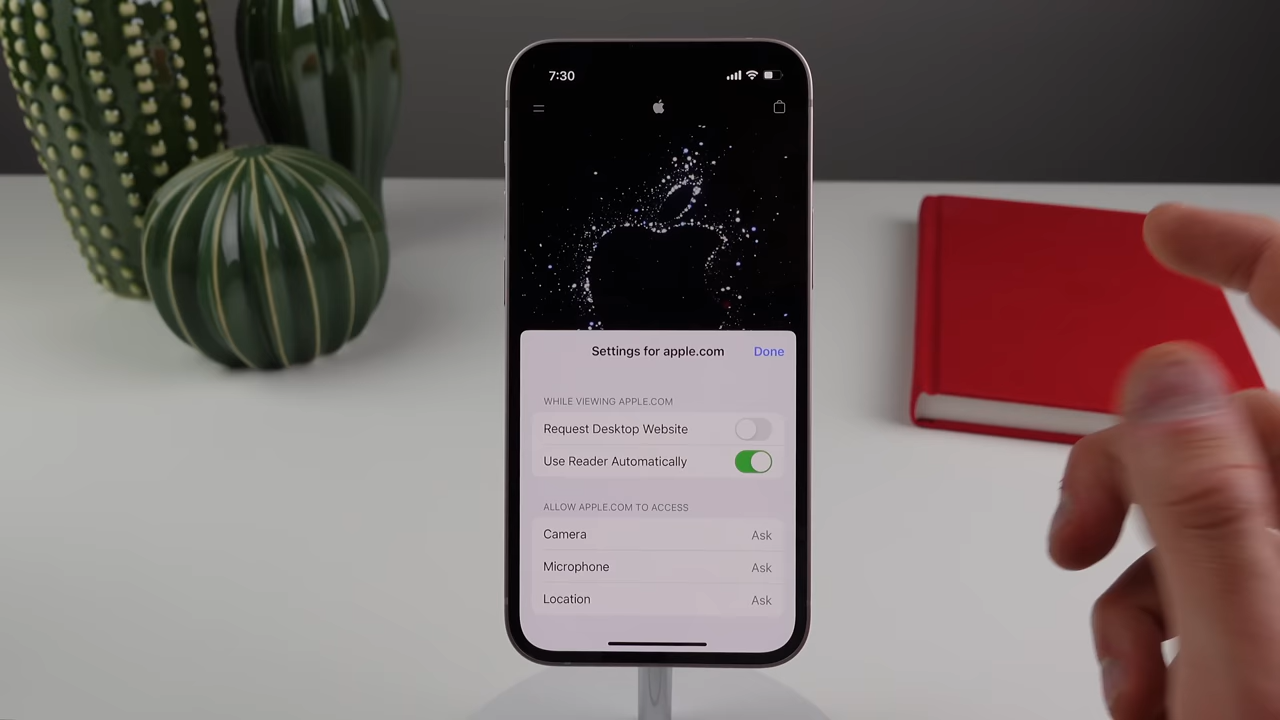 7:30
Settings for apple.com Done
WHILE VIEWING APPLE.COM
Request Desktop Website
Use Reader Automatically
ALLOW APPLE.COM TO ACCESS
Camera Ask
Microphone Ask
Location Ask